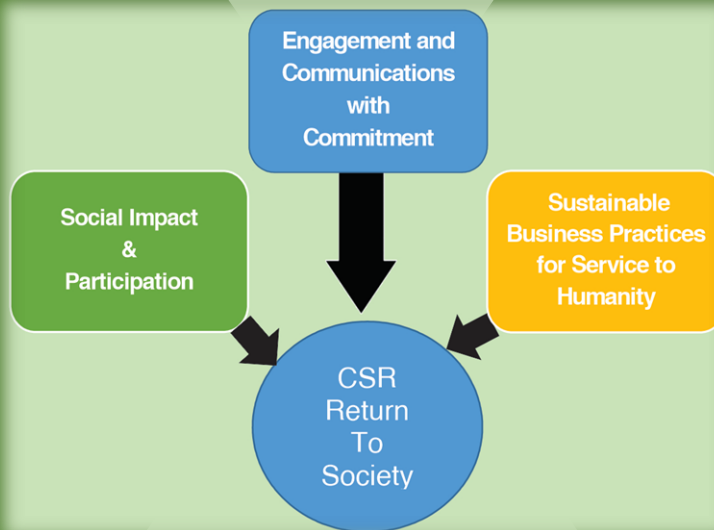 Engagement and
Communications
with
Commitment
Social Impact
&
Participation
Sustainable
Business Practices
for Service to
Humanity
CSR
Return
To
Society